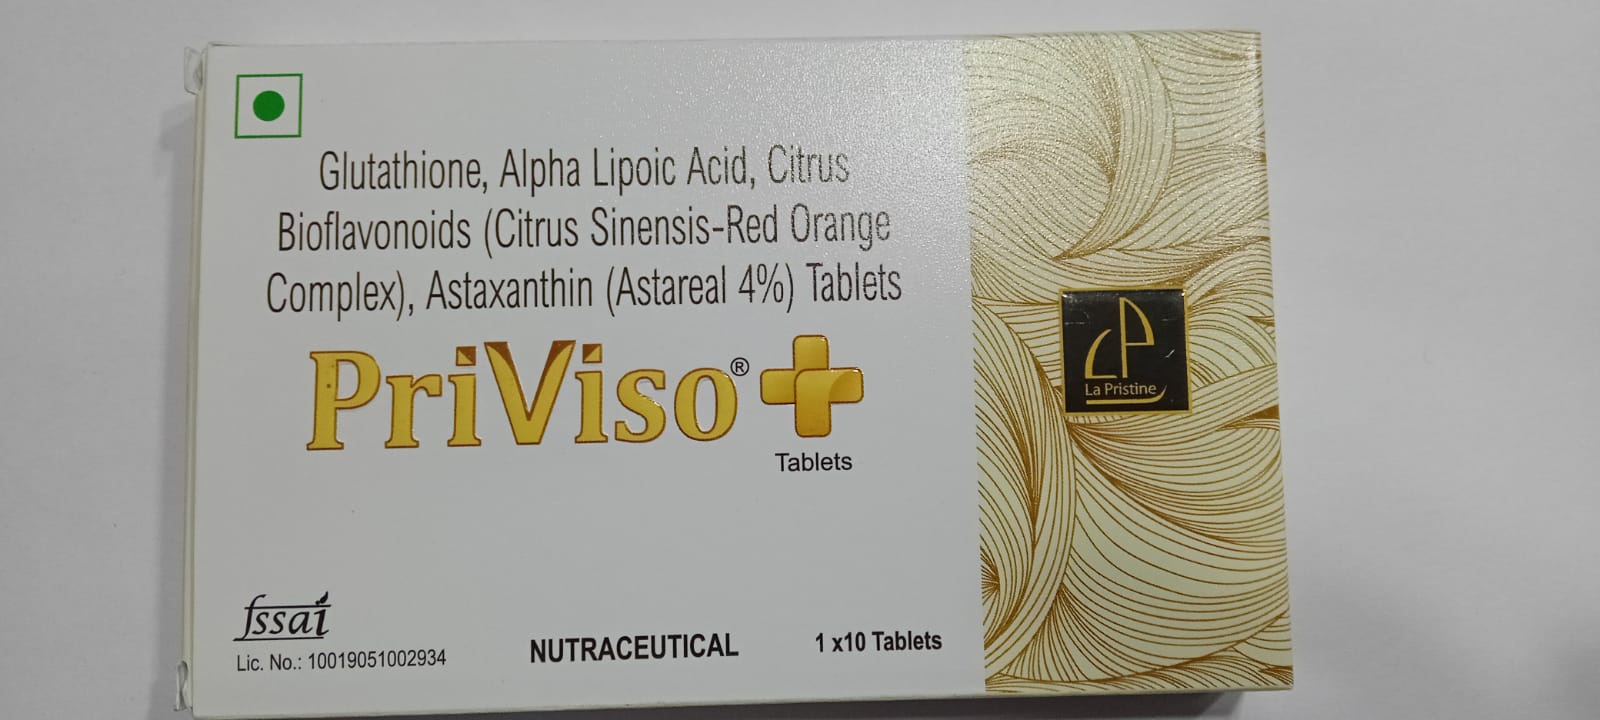 Glutathione, Alpha Lipoic Acid, Citrus
Bioflavonoids (Citrus Sinensis-Red Orange
Complex), Astaxanthin (Astareal 4%) Tablets
PriViso®+
Tablets
LP
La Pristine
fssai
Lic. No.: 10019051002934
NUTRACEUTICAL
1 x10 Tablets